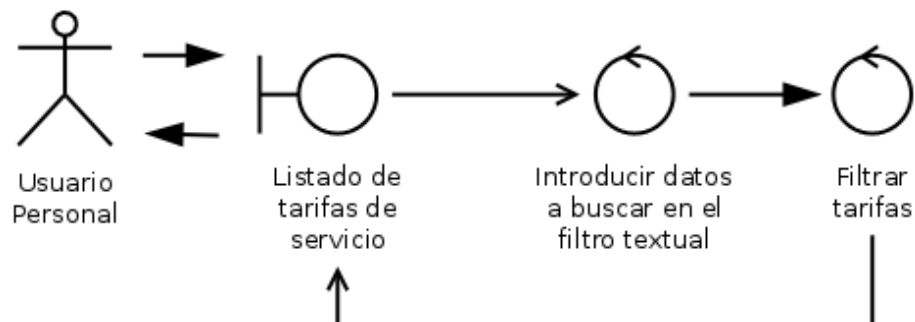 Usuario
Personal
Listado de
tarifas de
servicio
Introducir datos
a buscar en el
filtro textual
Filtrar
tarifas